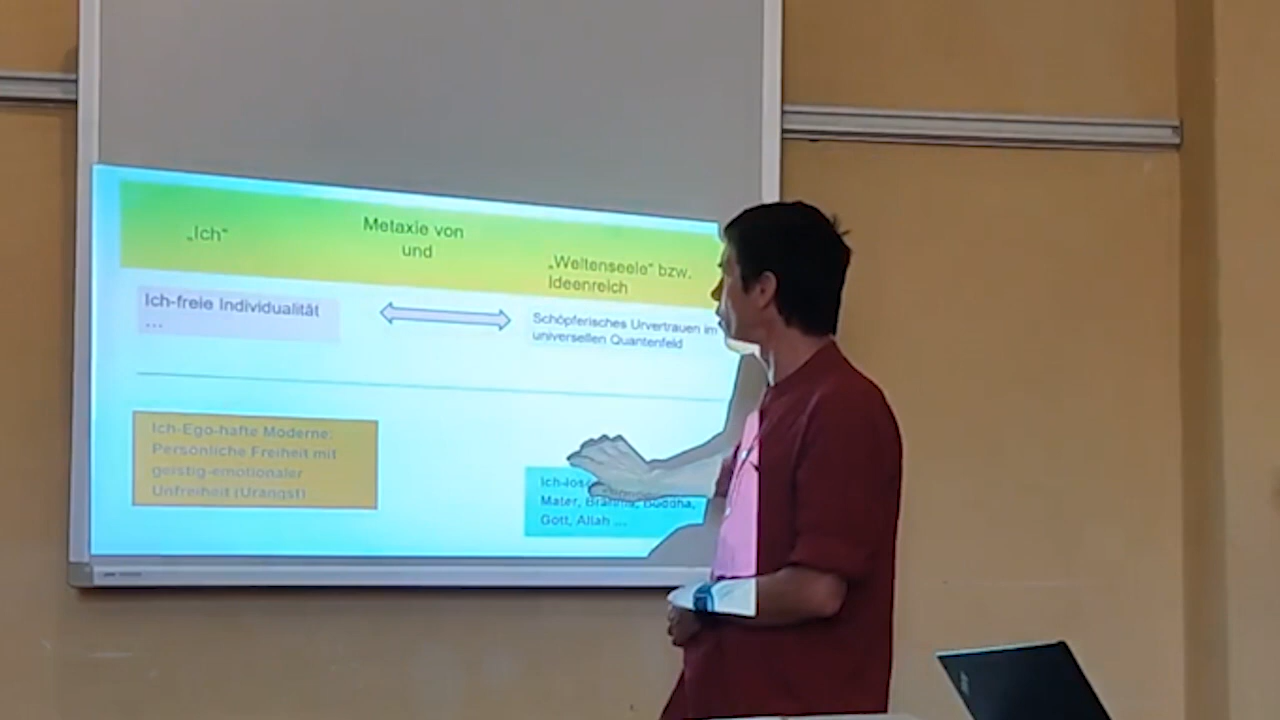 „Ich“
Metaxie von
und
„Weltenseele“ bzw.
Ideenreich
Ich-freie Individualität
...
Schöpferisches Urvertrauen im
universellen Quantenfeld
Ich-Ego-hafte Moderne:
Persönliche Freiheit mit
geistig-emotionaler
Unfreiheit (Urangst)
Mater, Brahma, Buddha,
Gott, Allah ...